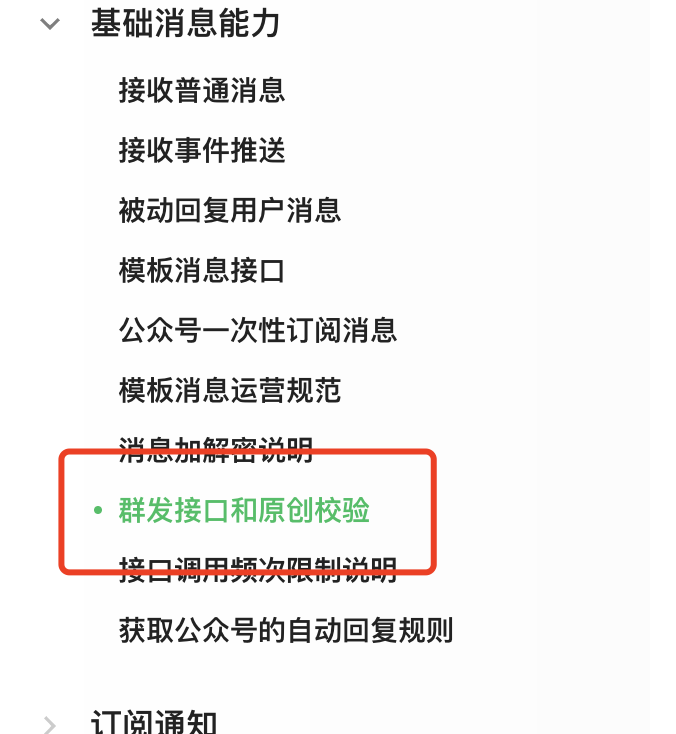 基础消息能力
接收普通消息
接收事件推送
被动回复用户消息
模板消息接口
公众号一次性订阅消息
模板消息运营规范
消息加解密说明
群发接口和原创校验
接口调用频次限制说明
获取公众号的自动回复规则
订阅通知